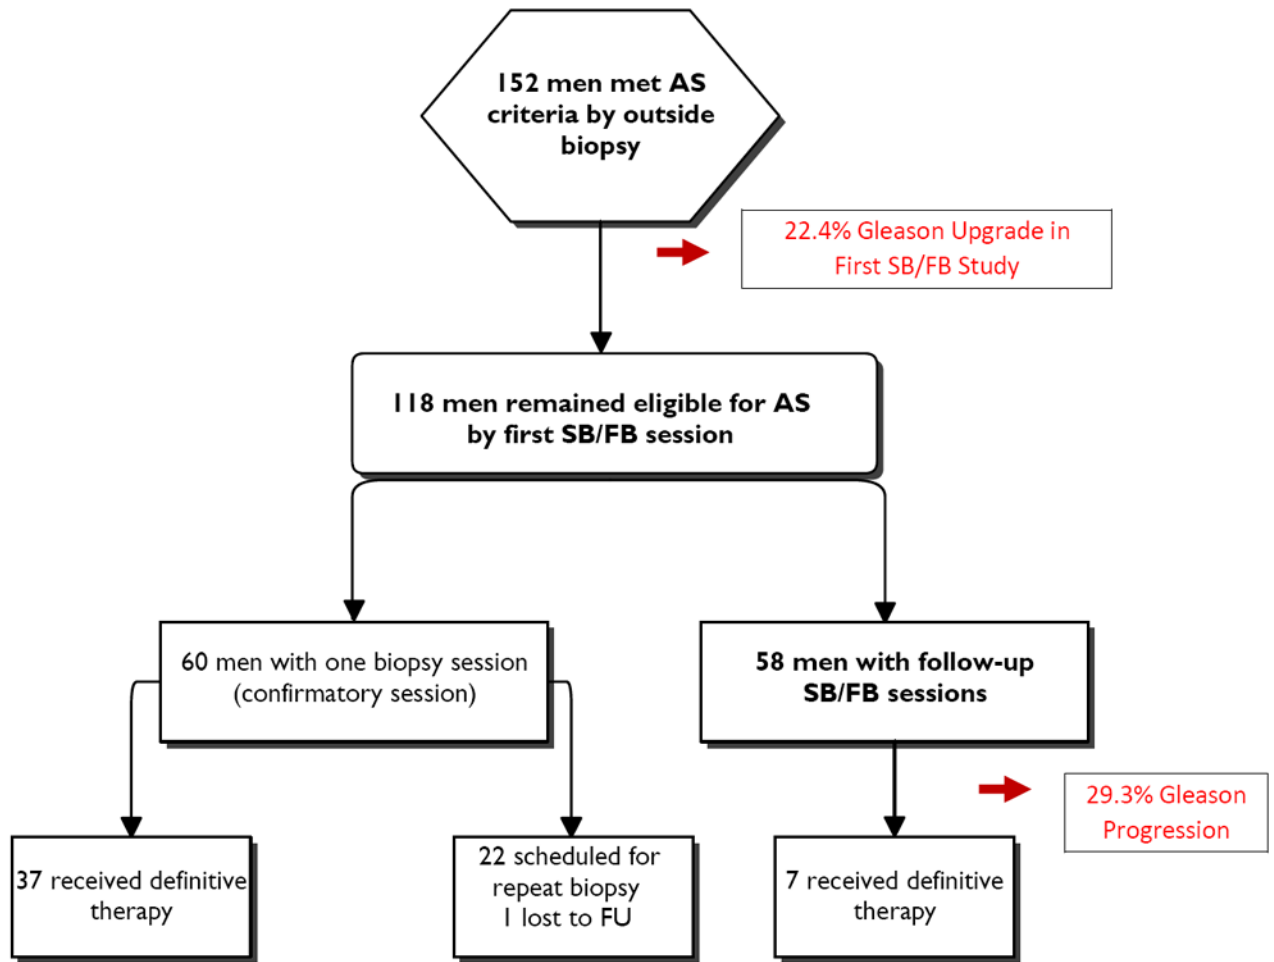 152 men met AS
criteria by outside
biopsy
22.4% Gleason Upgrade in
First SB/FB Study
118 men remained eligible for AS
by first SB/FB session
60 men with one biopsy session
(confirmatory session)
58 men with follow-up
SB/FB sessions
29.3% Gleason
Progression
37 received definitive
therapy
22 scheduled for
repeat biopsy
1 lost to FU
7 received definitive
therapy